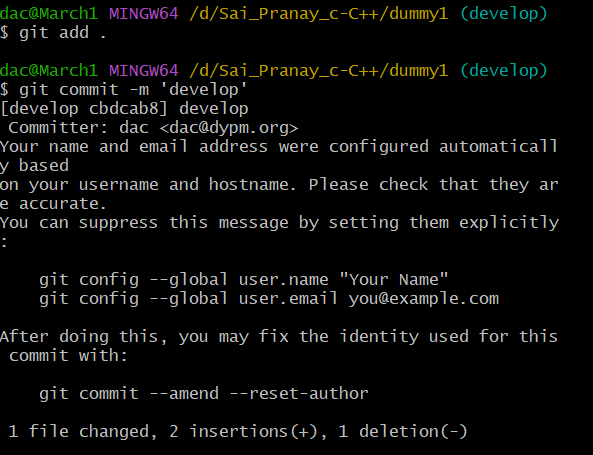 dac@March1 MINGW64 /d/Sai_Pranay_c-C++/dummy1 (develop)
$ git add .
dac@March1 MINGW64 /d/Sai_Pranay_c-C++/dummy1 (develop)
$ git commit -m 'develop'
[develop cbdcab8] develop
 Committer: dac <dac@dypm.org>
Your name and email address were configured automaticall
y based
on your username and hostname. Please check that they ar
e accurate.
You can suppress this message by setting them explicitly
:
    git config --global user.name "Your Name"
    git config --global user.email you@example.com
After doing this, you may fix the identity used for this
 commit with:
    git commit --amend --reset-author
 1 file changed, 2 insertions(+), 1 deletion(-)